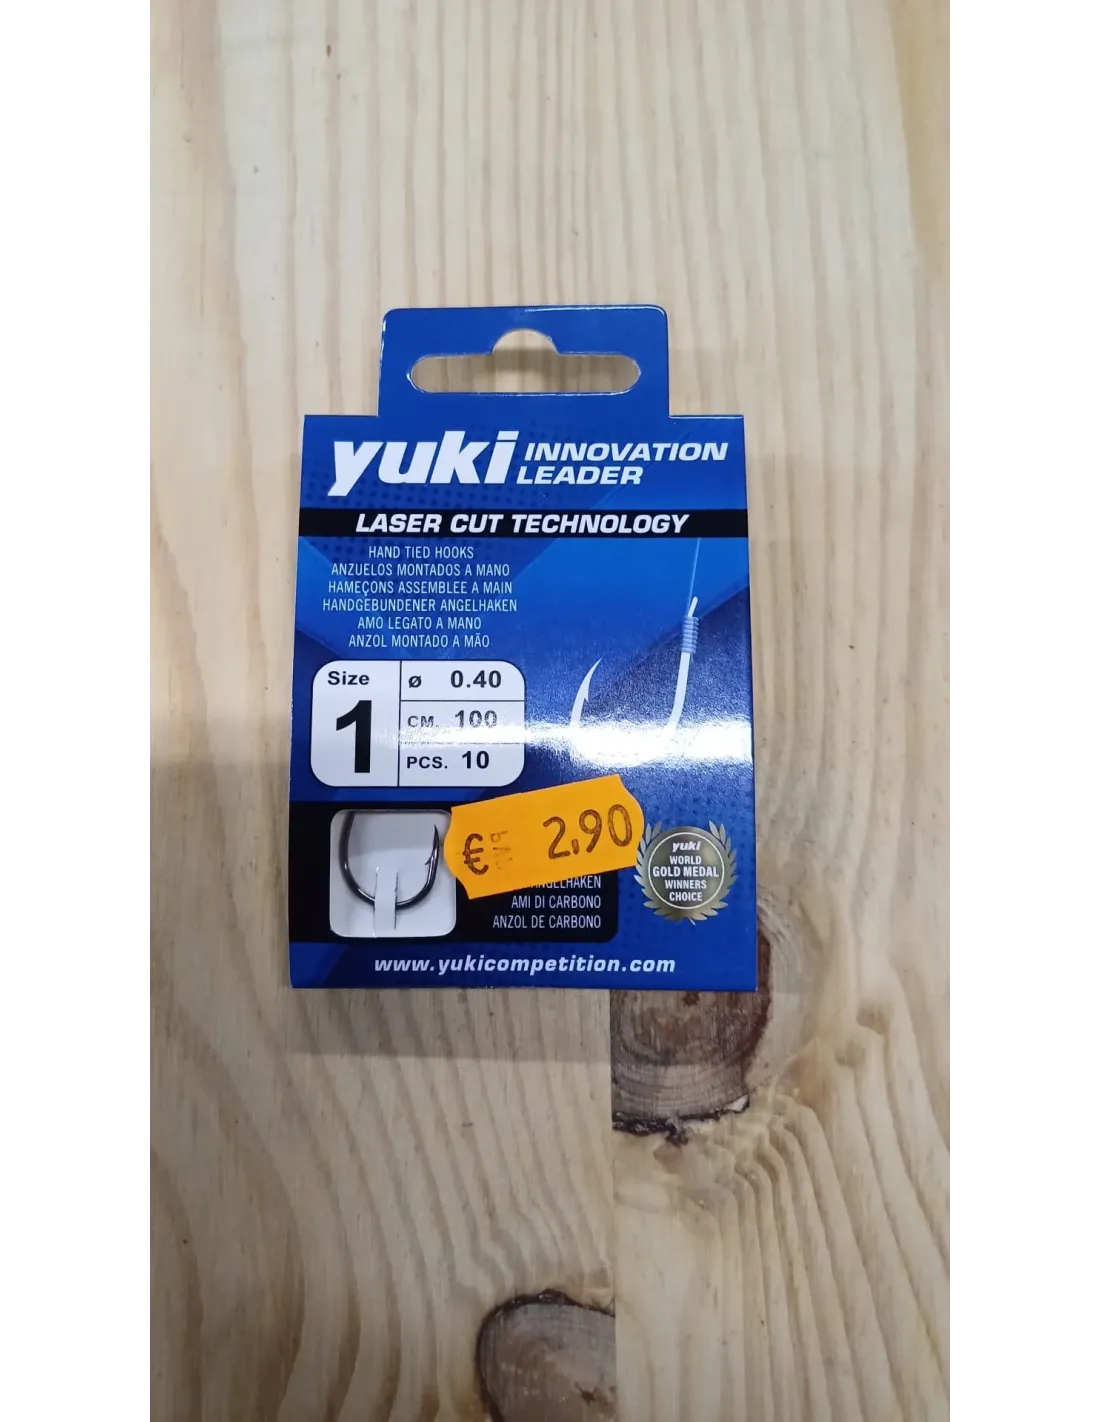 yuki INNOVATION
LEADER
LASER CUT TECHNOLOGY
HAND TIED HOOKS
ANZUELOS MONTADOS A MANO
HAMEÇONS ASSEMBLEE A MAIN
HANDGEBUNDENER ANGELHAKEN
AMO LEGATO A MANO
ANZOL MONTADO A MÃO
Size
1
ø 0.40
CM. 100
PCS. 10
€ 2,90
AMI DI CARBONO
ANZOL DE CARBONO
yuki
WORLD
GOLD MEDAL
WINNERS
CHOICE
www.yukicompetition.com